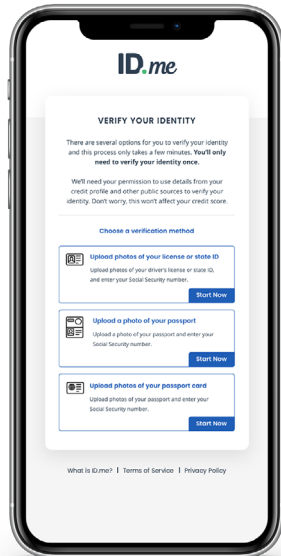 ID.me
VERIFY YOUR IDENTITY
There are several options for you to verify your identity
and this process only takes a few minutes. You'll only
need to verify your identity once.
We'll need your permission to use details from your
credit profile and other public sources to verify your
identity. Don't worry, this won't affect your credit score.
Choose a verification method
Upload photos of your license or state ID
Upload photos of your driver's license or state ID,
and enter your Social Security number.
Start Now
Upload a photo of your passport
Upload a photo of your passport and enter your
Social Security number.
Start Now
Upload photos of your passport card
Upload photos of your passport and enter your
Social Security number.
Start Now
What is ID.me? | Terms of Service | Privacy Policy